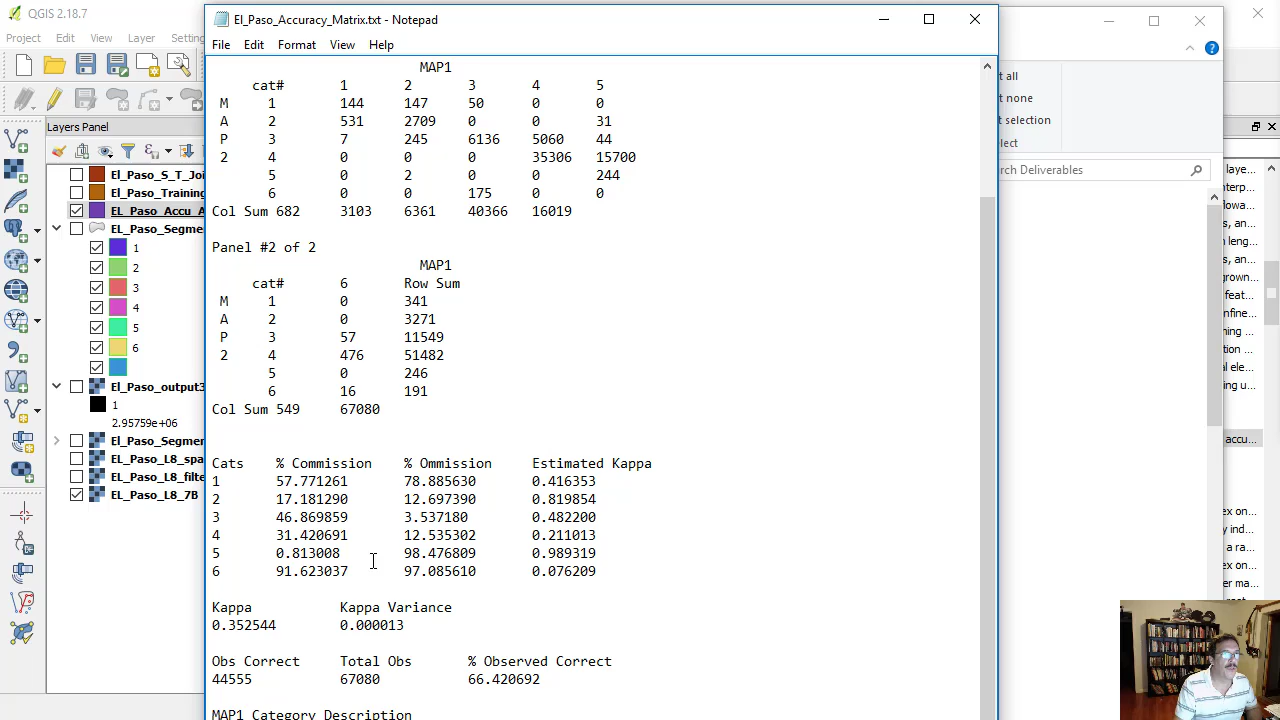 QGIS 2.18.7
Project Edit View Layer Settin
Layers Panel
El_Paso_S_T_Joi
El_Paso_Training
EL_Paso_Accu_A
EL_Paso_Segme
1
2
3
4
5
6
El_Paso_output3
1
2.95759e+06
El_Paso_Segmen
EL_Paso_L8_spa
EL_Paso_L8_filte
EL_Paso_L8_7B
El_Paso_Accuracy_Matrix.txt - Notepad
File Edit Format View Help
MAP1
cat# 1 2 3 4 5
M 1 144 147 50 0 0
A 2 531 2709 0 0 31
P 3 7 245 6136 5060 44
2 4 0 0 0 35306 15700
5 0 2 0 0 244
6 0 0 175 0 0
Col Sum 682 3103 6361 40366 16019
Panel #2 of 2
MAP1
cat# 6 Row Sum
M 1 0 341
A 2 0 3271
P 3 57 11549
2 4 476 51482
5 0 246
6 16 191
Col Sum 549 67080
Cats % Commission % Ommission Estimated Kappa
1 57.771261 78.885630 0.416353
2 17.181290 12.697390 0.819854
3 46.869859 3.537180 0.482200
4 31.420691 12.535302 0.211013
5 0.813008 98.476809 0.989319
6 91.623037 97.085610 0.076209
Kappa Kappa Variance
0.352544 0.000013
Obs Correct Total Obs % Observed Correct
44555 67080 66.420692
MAP1 Category Description
ct all
ct none
t selection
lect
rch Deliverables